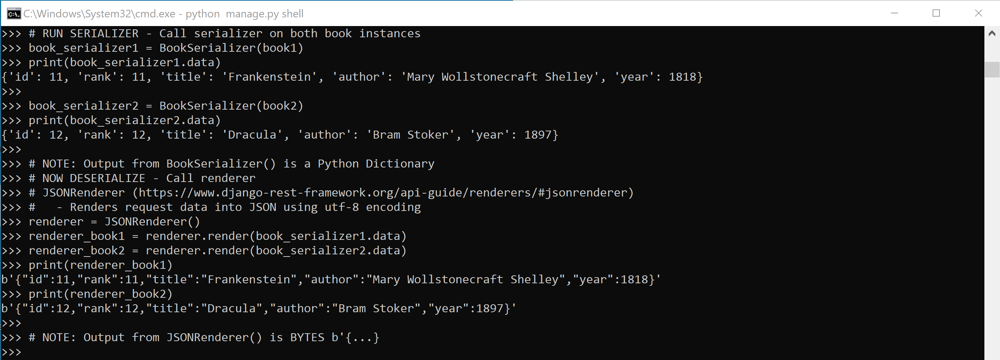 C:\Windows\System32\cmd.exe - python  manage.py shell
>>> # RUN SERIALIZER - Call serializer on both book instances
>>> book_serializer1 = BookSerializer(book1)
>>> print(book_serializer1.data)
{'id': 11, 'rank': 11, 'title': 'Frankenstein', 'author': 'Mary Wollstonecraft Shelley', 'year': 1818}
>>>
>>> book_serializer2 = BookSerializer(book2)
>>> print(book_serializer2.data)
{'id': 12, 'rank': 12, 'title': 'Dracula', 'author': 'Bram Stoker', 'year': 1897}
>>>
>>> # NOTE: Output from BookSerializer() is a Python Dictionary
>>> # NOW DESERIALIZE - Call renderer
>>> # JSONRenderer (https://www.django-rest-framework.org/api-guide/renderers/#jsonrenderer)
>>> #   - Renders request data into JSON using utf-8 encoding
>>> renderer = JSONRenderer()
>>> renderer_book1 = renderer.render(book_serializer1.data)
>>> renderer_book2 = renderer.render(book_serializer2.data)
>>> print(renderer_book1)
b'{"id":11,"rank":11,"title":"Frankenstein","author":"Mary Wollstonecraft Shelley","year":1818}'
>>> print(renderer_book2)
b'{"id":12,"rank":12,"title":"Dracula","author":"Bram Stoker","year":1897}'
>>>
>>> # NOTE: Output from JSONRenderer() is BYTES b'{...}
>>>